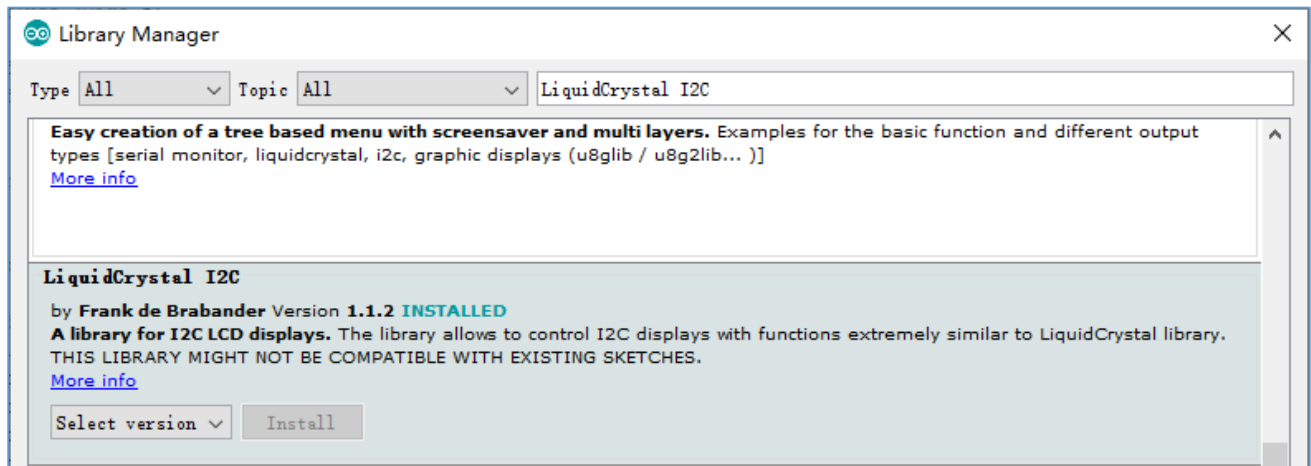 Library Manager
Type All Topic All LiquidCrystal I2C
Easy creation of a tree based menu with screensaver and multi layers. Examples for the basic function and different output
types [serial monitor, liquidcrystal, i2c, graphic displays (u8glib / u8g2lib... )]
More info
LiquidCrystal I2C
by Frank de Brabander Version 1.1.2 INSTALLED
A library for I2C LCD displays. The library allows to control I2C displays with functions extremely similar to LiquidCrystal library.
THIS LIBRARY MIGHT NOT BE COMPATIBLE WITH EXISTING SKETCHES.
More info
Select version Install